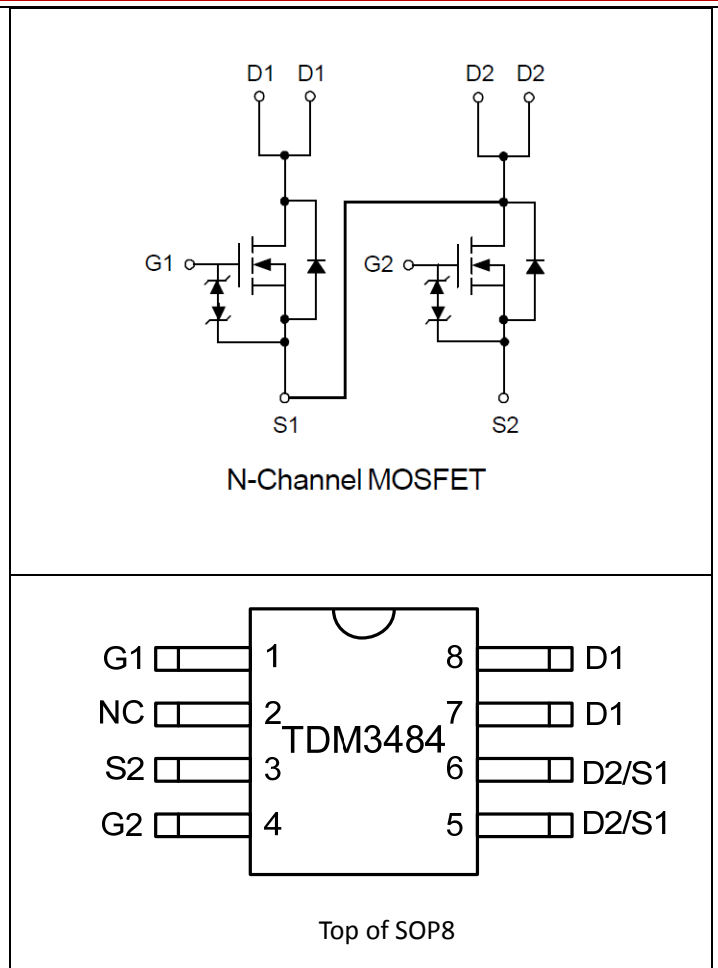 D1 D1 D2 D2
G1 G2
S1 S2
N-Channel MOSFET
G1 1 8 D1
NC 2 7 D1
TDM3484
S2 3 6 D2/S1
G2 4 5 D2/S1
Top of SOP8